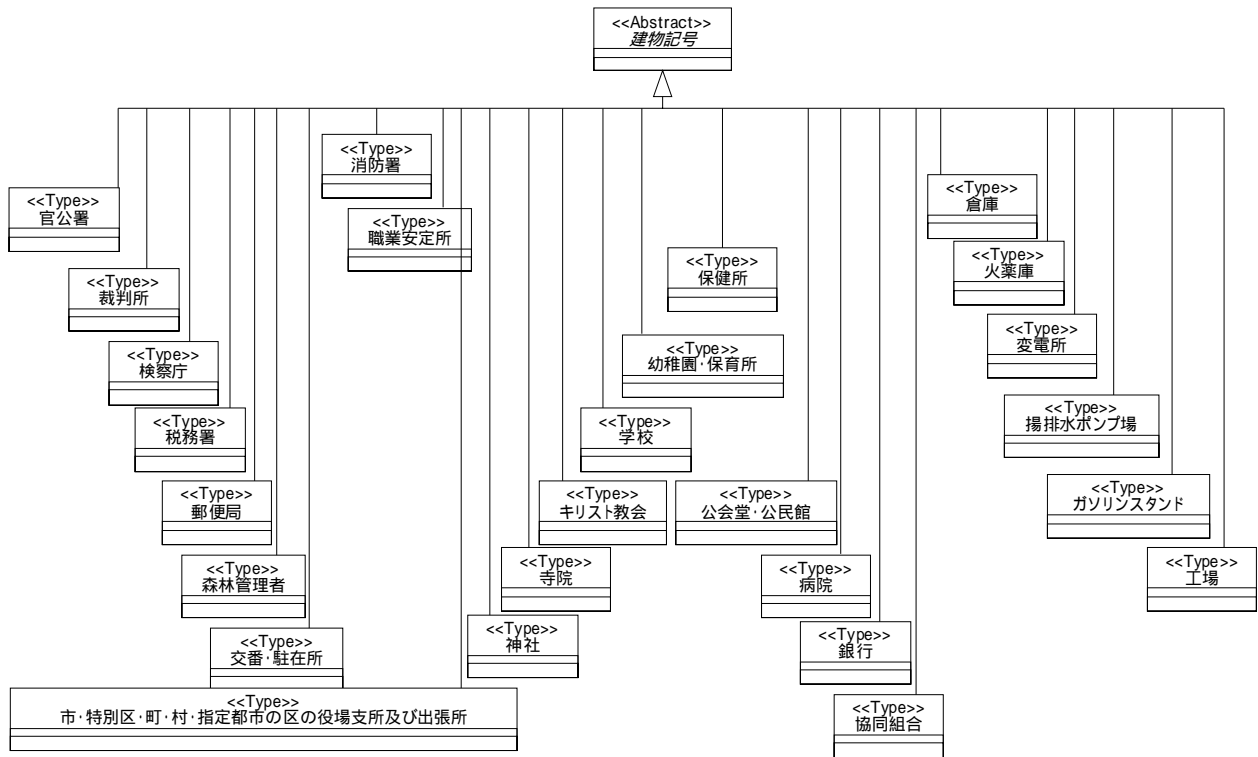 <<Abstract>>
建物記号
<<Type>>
消防署
<<Type>>
官公署
<<Type>>
職業安定所
<<Type>>
倉庫
<<Type>>
裁判所
<<Type>>
保健所
<<Type>>
火薬庫
<<Type>>
検察庁
<<Type>>
幼稚園・保育所
<<Type>>
変電所
<<Type>>
税務署
<<Type>>
学校
<<Type>>
揚排水ポンプ場
<<Type>>
郵便局
<<Type>>
キリスト教会
<<Type>>
公会堂・公民館
<<Type>>
ガソリンスタンド
<<Type>>
森林管理者
<<Type>>
寺院
<<Type>>
病院
<<Type>>
工場
<<Type>>
交番・駐在所
<<Type>>
神社
<<Type>>
銀行
<<Type>>
市・特別区・町・村・指定都市の区の役場支所及び出張所
<<Type>>
協同組合